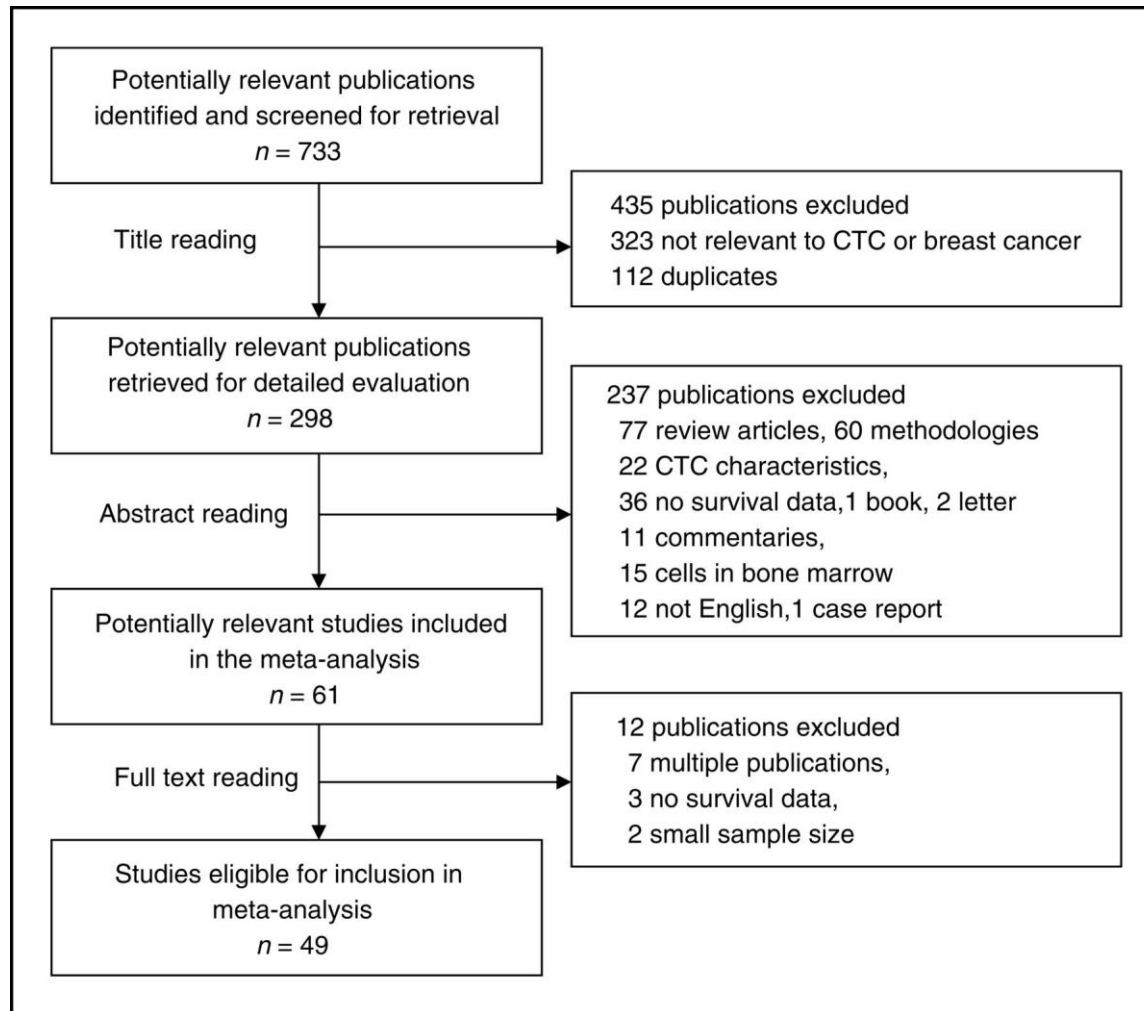 Potentially relevant publications
identified and screened for retrieval
n = 733
Title reading
435 publications excluded
323 not relevant to CTC or breast cancer
112 duplicates
Potentially relevant publications
retrieved for detailed evaluation
n = 298
Abstract reading
237 publications excluded
77 review articles, 60 methodologies
22 CTC characteristics,
36 no survival data,1 book, 2 letter
11 commentaries,
15 cells in bone marrow
12 not English,1 case report
Potentially relevant studies included
in the meta-analysis
n = 61
Full text reading
12 publications excluded
7 multiple publications,
3 no survival data,
2 small sample size
Studies eligible for inclusion in
meta-analysis
n = 49